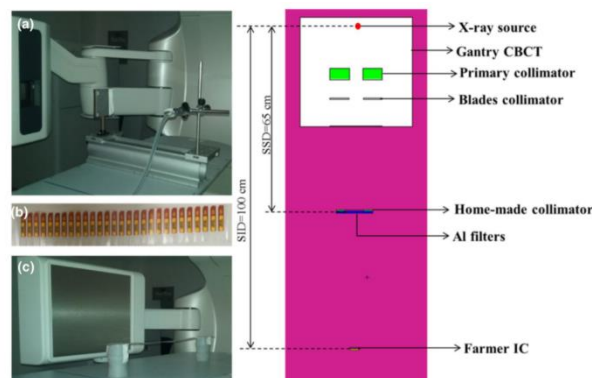 (a)
(b)
(c)
SID=100 cm
SSD=65 cm
X-ray source
Gantry CBCT
Primary collimator
Blades collimator
Home-made collimator
Al filters
Farmer IC